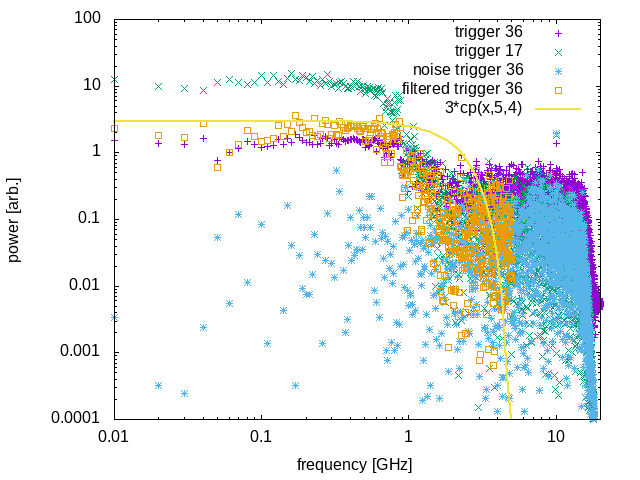 100
10
1
0.1
0.01
0.001
0.0001
power [arb.]
trigger 36
trigger 17
noise trigger 36
filtered trigger 36
3*cp(x,5,4)
0.01 0.1 1 10
frequency [GHz]